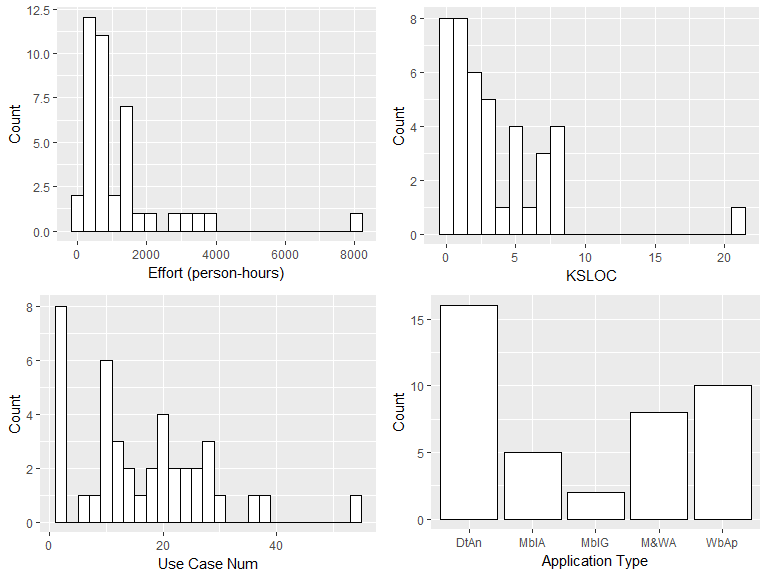 12.5
10.0
7.5
5.0
2.5
0.0
Count
0 2000 4000 6000 8000
Effort (person-hours)
8
6
4
2
0
Count
0 5 10 15 20
KSLOC
8
6
4
2
0
Count
0 20 40
Use Case Num
15
10
5
0
Count
DtAn MblA MblG M&WA WbAp
Application Type